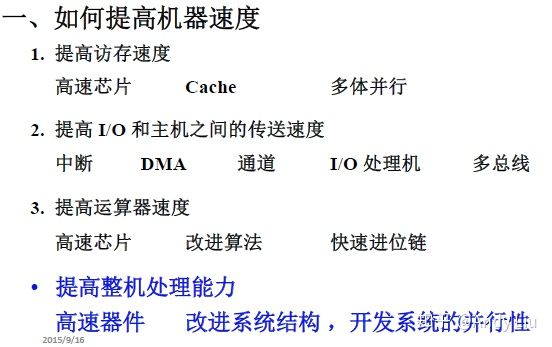 一、如何提高机器速度
1. 提高访存速度
高速芯片 Cache 多体并行
2. 提高 I/O 和主机之间的传送速度
中断 DMA 通道 I/O 处理机 多总线
3. 提高运算器速度
高速芯片 改进算法 快速进位链
• 提高整机处理能力
高速器件 改进系统结构 ，开发系统的并行性
2015/9/16